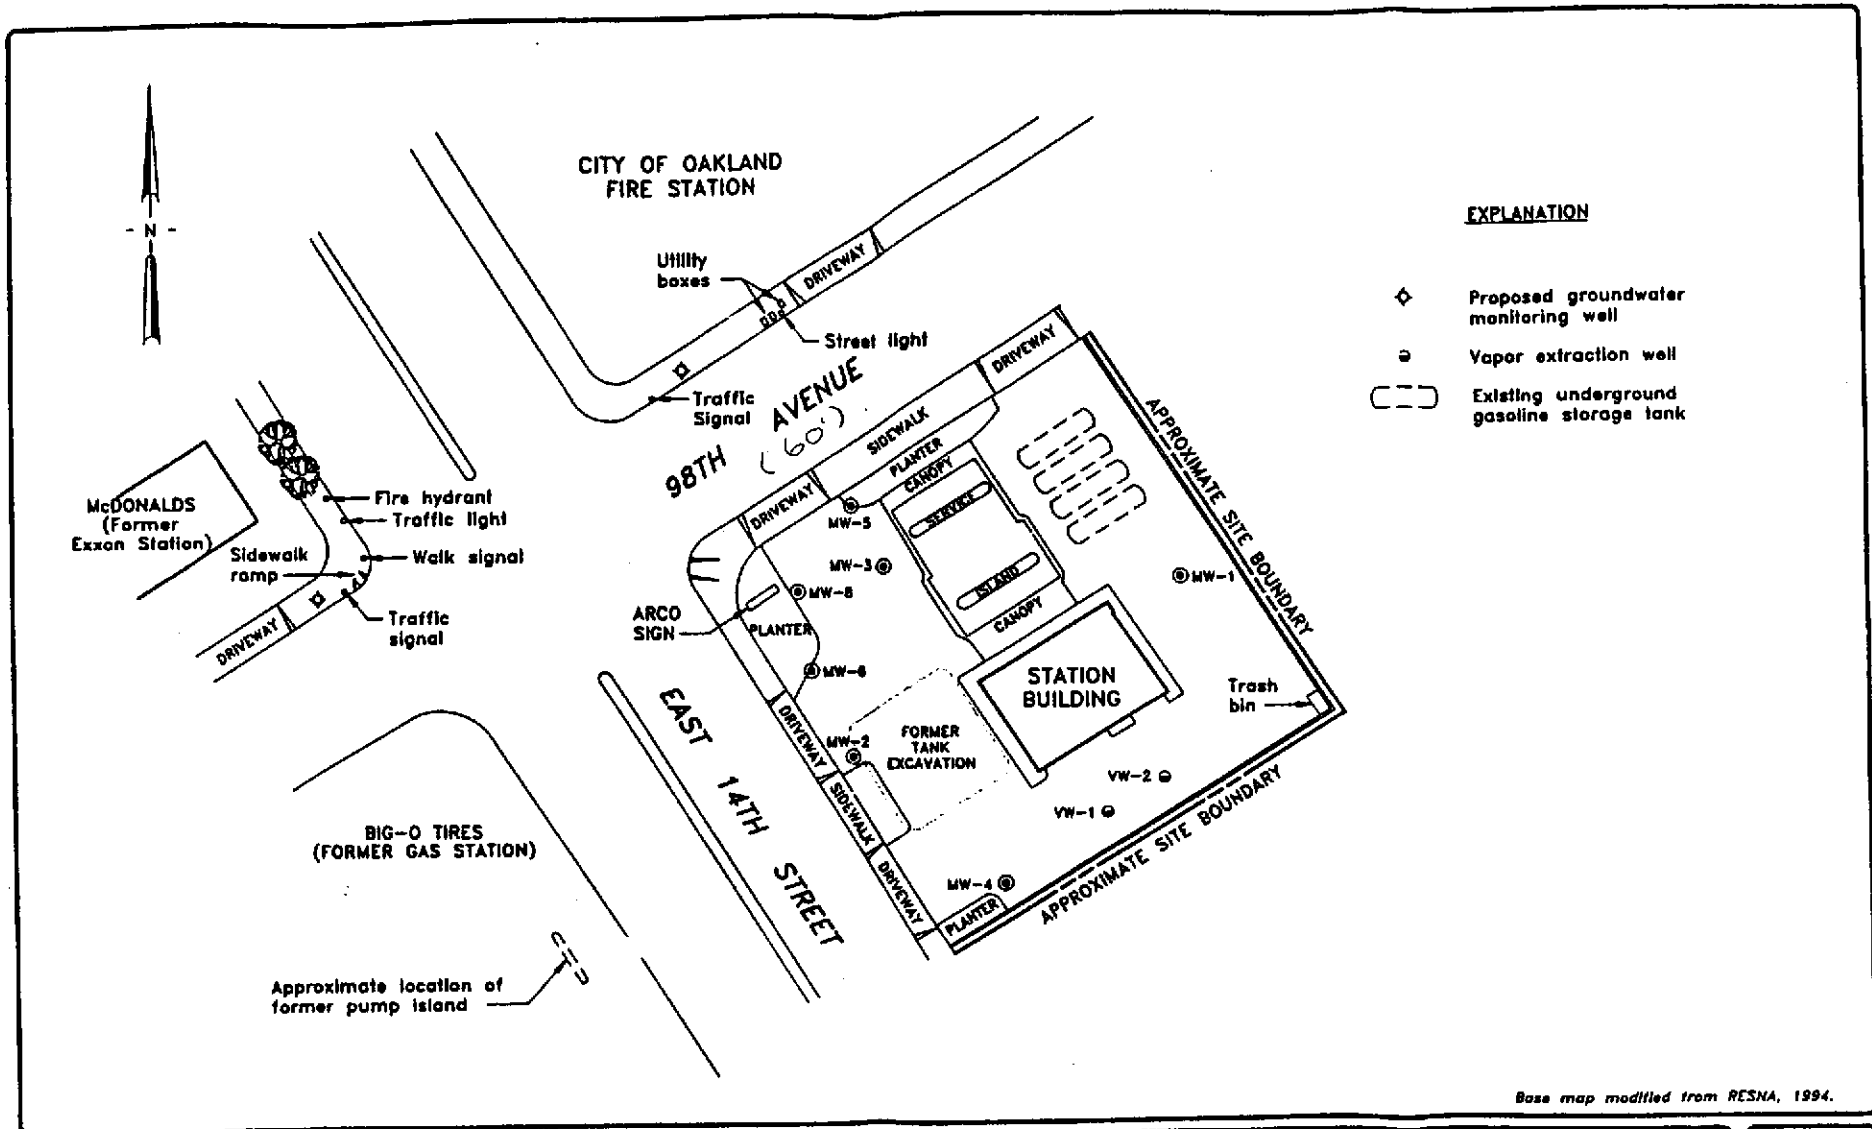 CITY OF OAKLAND
FIRE STATION
- N -
EXPLANATION
Proposed groundwater
monitoring well
Vapor extraction well
Existing underground
gasoline storage tank
Utility
boxes
DRIVEWAY
Street light
Traffic
Signal
98TH AVENUE
(60')
DRIVEWAY
SIDEWALK
PLANTER
CANOPY
SERVICE
ISLAND
CANOPY
DRIVEWAY
APPROXIMATE SITE BOUNDARY
McDONALDS
(Former
Exxon Station)
Fire hydrant
Traffic light
Walk signal
Sidewalk
ramp
Traffic
signal
DRIVEWAY
MW-5
MW-3
MW-1
MW-8
ARCO
SIGN
PLANTER
MW-6
STATION
BUILDING
Trash
bin
DRIVEWAY
MW-2
FORMER
TANK
EXCAVATION
VW-2
VW-1
SIDEWALK
DRIVEWAY
MW-4
PLANTER
APPROXIMATE SITE BOUNDARY
EAST 14TH STREET
BIG-O TIRES
(FORMER GAS STATION)
Approximate location of
former pump island
Base map modified from RESNA, 1994.